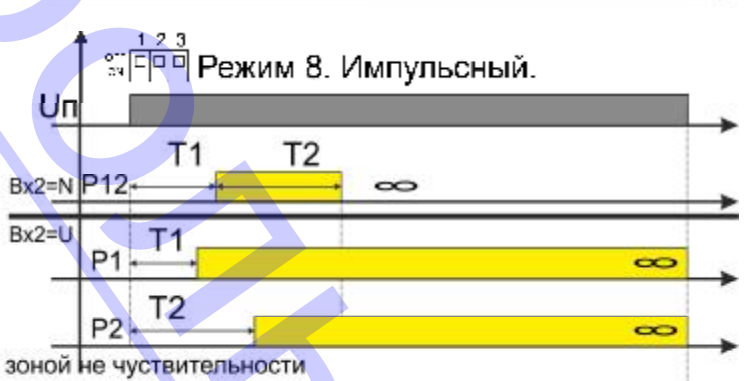 1 2 3
Режим 8. Импульсный.
Uп
T1 T2
Вх2=N P12 ∞
Вх2=U
T1
P1 ∞
T2
P2 ∞
зоной не чуствительности